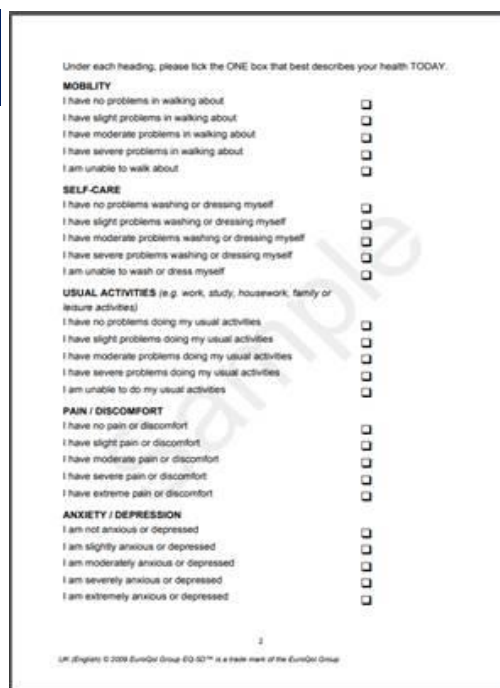 Under each heading, please tick the ONE box that best describes your health TODAY.
MOBILITY
I have no problems in walking about
I have slight problems in walking about
I have moderate problems in walking about
I have severe problems in walking about
I am unable to walk about
SELF-CARE
I have no problems washing or dressing myself
I have slight problems washing or dressing myself
I have moderate problems washing or dressing myself
I have severe problems washing or dressing myself
I am unable to wash or dress myself
USUAL ACTIVITIES (e.g. work, study, housework, family or
leisure activities)
I have no problems doing my usual activities
I have slight problems doing my usual activities
I have moderate problems doing my usual activities
I have severe problems doing my usual activities
I am unable to do my usual activities
PAIN / DISCOMFORT
I have no pain or discomfort
I have slight pain or discomfort
I have moderate pain or discomfort
I have severe pain or discomfort
I have extreme pain or discomfort
ANXIETY / DEPRESSION
I am not anxious or depressed
I am slightly anxious or depressed
I am moderately anxious or depressed
I am severely anxious or depressed
I am extremely anxious or depressed
Sample
2
UK (English) © 2009 EuroQol Group EQ-5D™ is a trade mark of the EuroQol Group